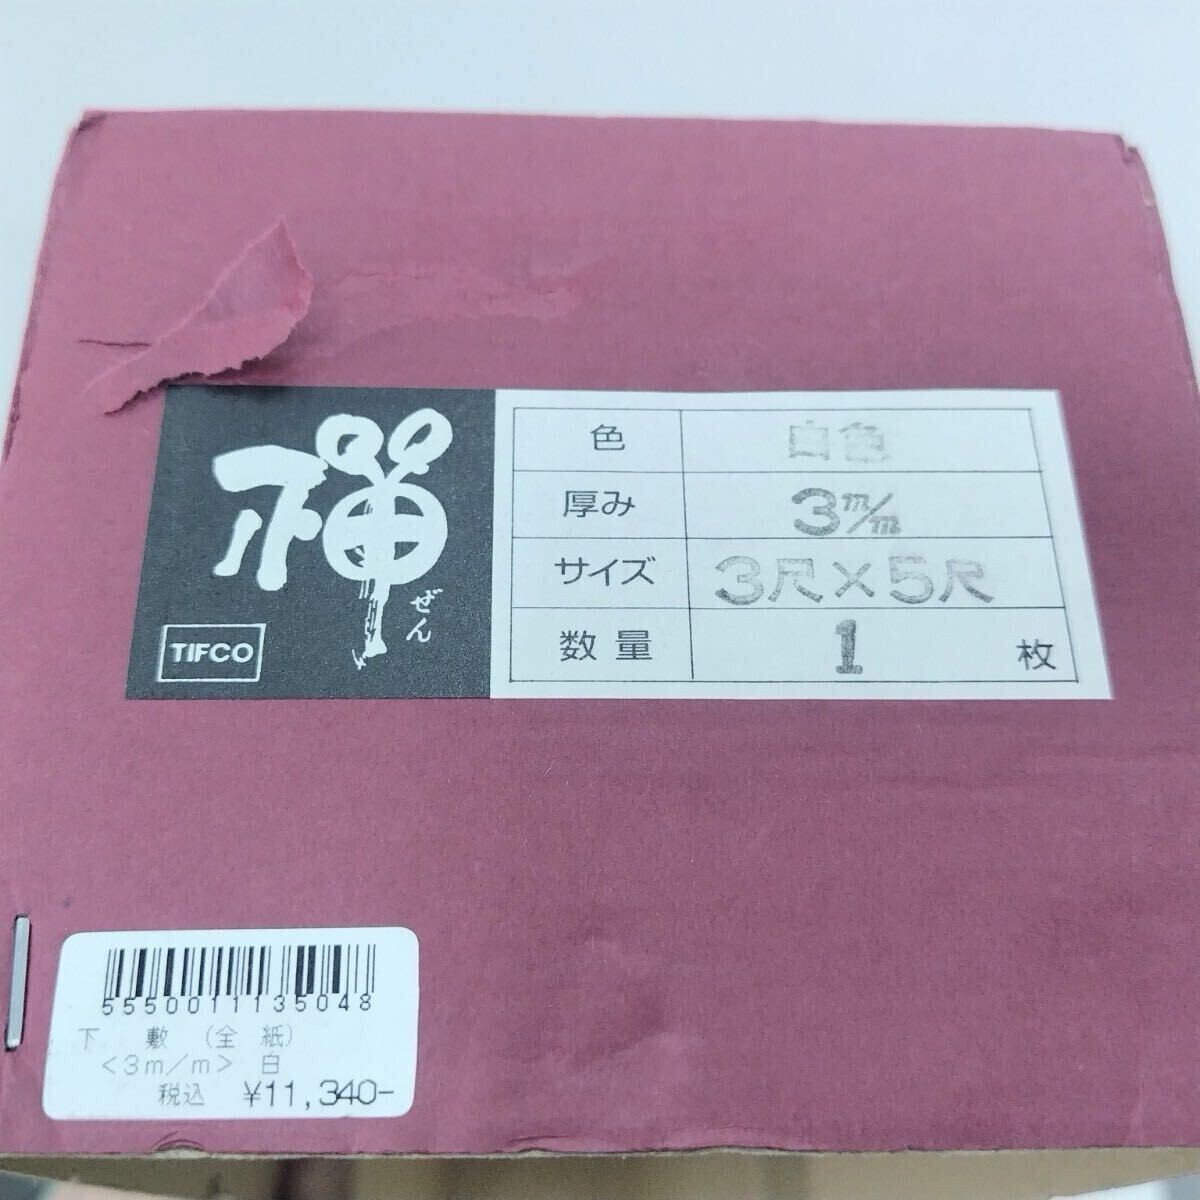 禅
ぜん
TIFCO
色 白色
厚み 3m/m
サイズ 3尺×5尺
数量 1 枚
5550011135048
下 敷 (全 紙)
<3m/m> 白
税込 ¥11,340-